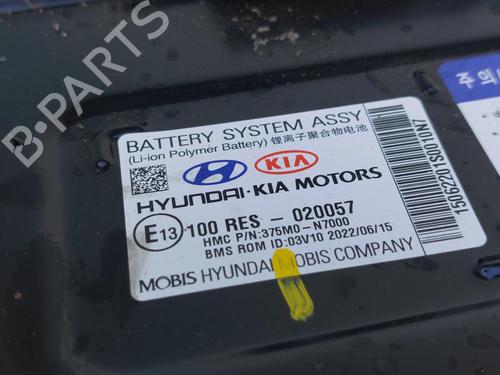 BATTERY SYSTEM ASSY
(Li-ion Polymer Battery) 锂离子聚合物电池
KIA
HYUNDAI·KIA MOTORS
E13 100 RES - 020057
HMC P/N:375M0-N7000
BMS ROM ID:03V10 2022/06/15
MOBIS HYUNDAI MOBIS COMPANY
주의
B-PARTS